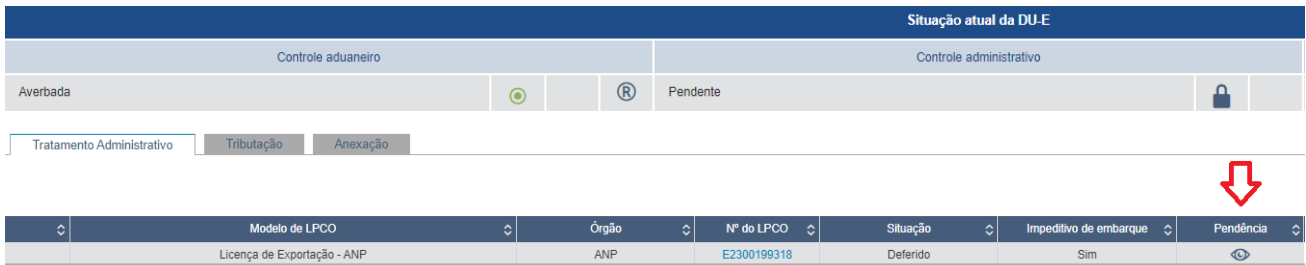 Situação atual da DU-E
Controle aduaneiro Controle administrativo
Averbada ® Pendente
Tratamento Administrativo Tributação Anexação
Modelo de LPCO Órgão Nº do LPCO Situação Impeditivo de embarque Pendência
Licença de Exportação - ANP ANP E2300199318 Deferido Sim